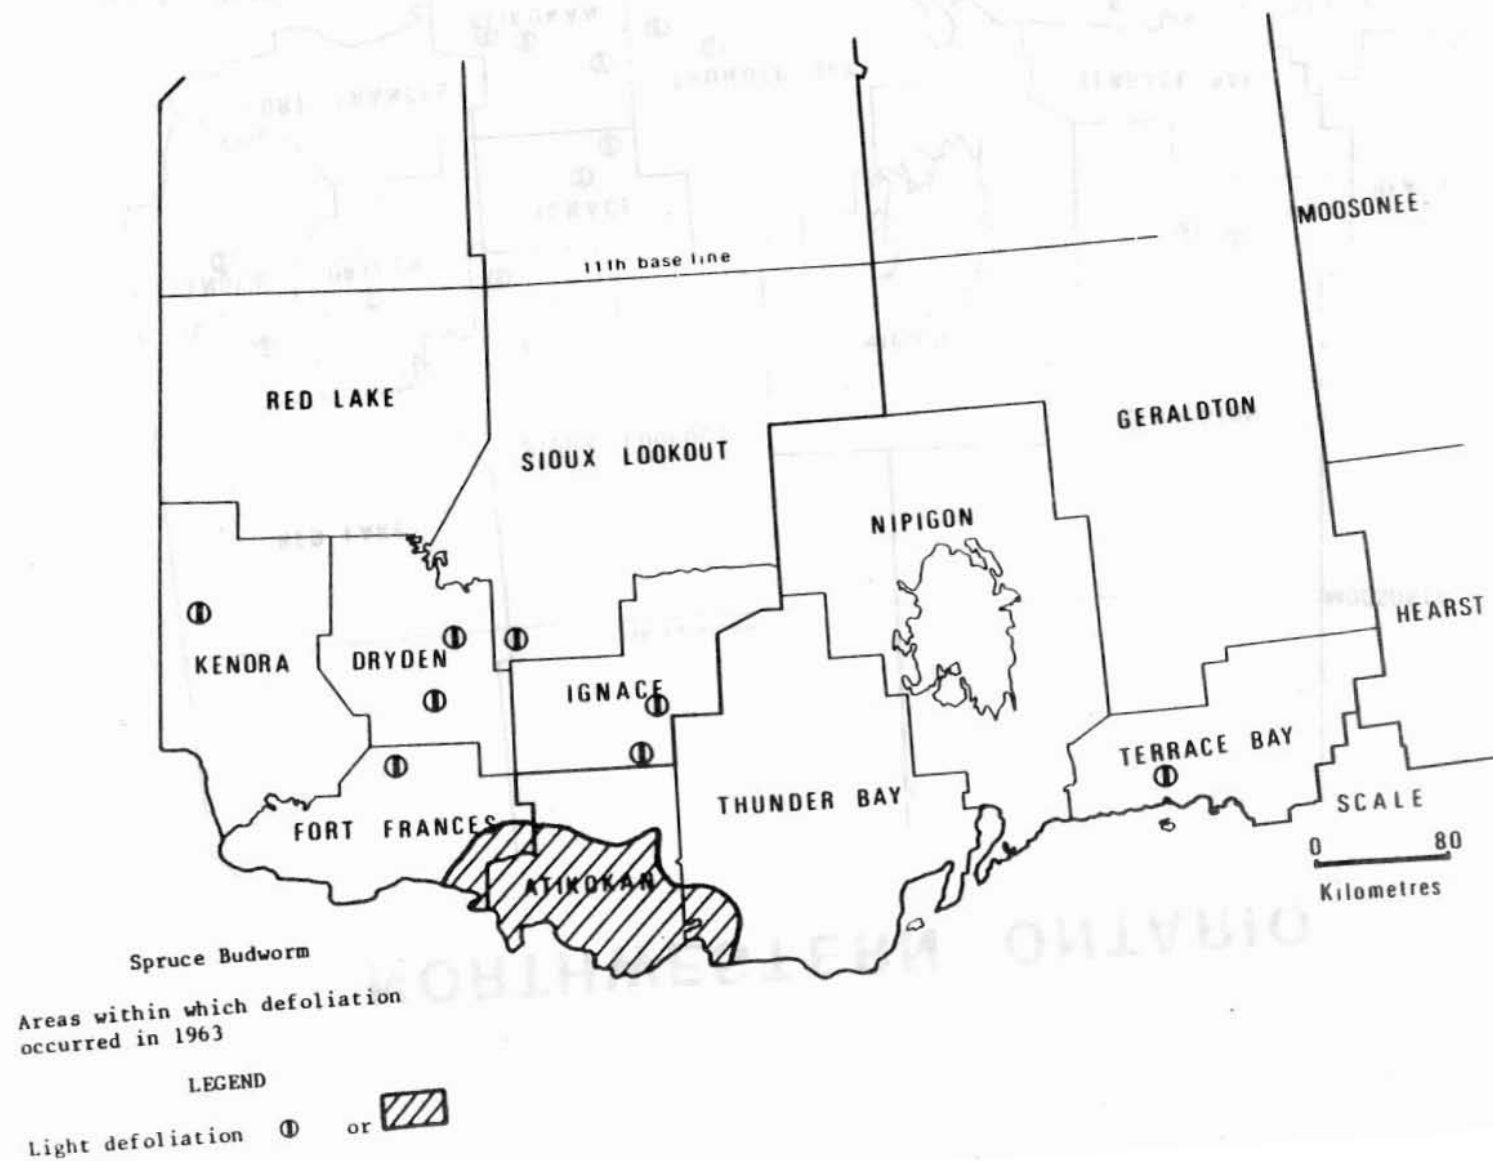 MOOSONEE
11th base line
RED LAKE
SIOUX LOOKOUT
GERALDTON
NIPIGON
HEARST
KENORA
DRYDEN
IGNACE
TERRACE BAY
THUNDER BAY
FORT FRANCES
SCALE
0 80
Kilometres
ATIKOKAN
Spruce Budworm
Areas within which defoliation
occurred in 1963
LEGEND
Light defoliation or
NORTHWESTERN ONTARIO